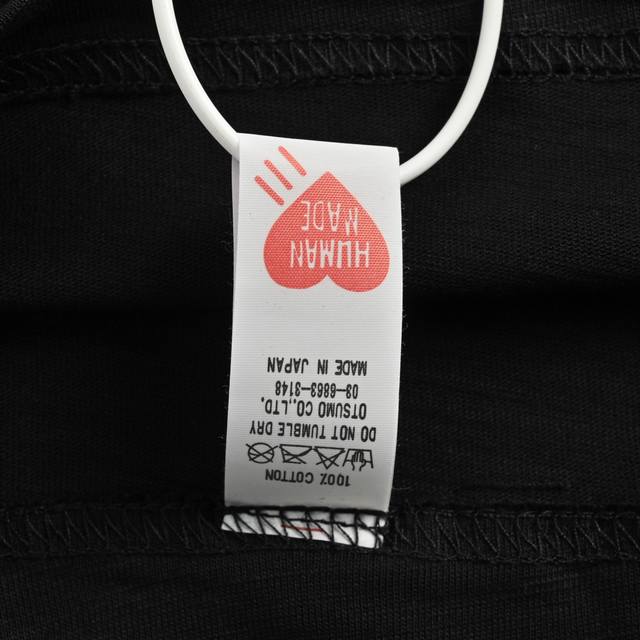 100% COTTON
DO NOT TUMBLE DRY
OTSUMO CO.,LTD.
03-6863-3148
MADE IN JAPAN
HUMAN
MADE